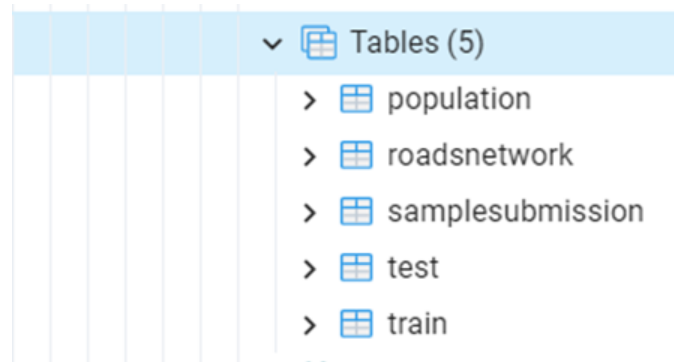 Tables (5)
population
roadsnetwork
samplesubmission
test
train